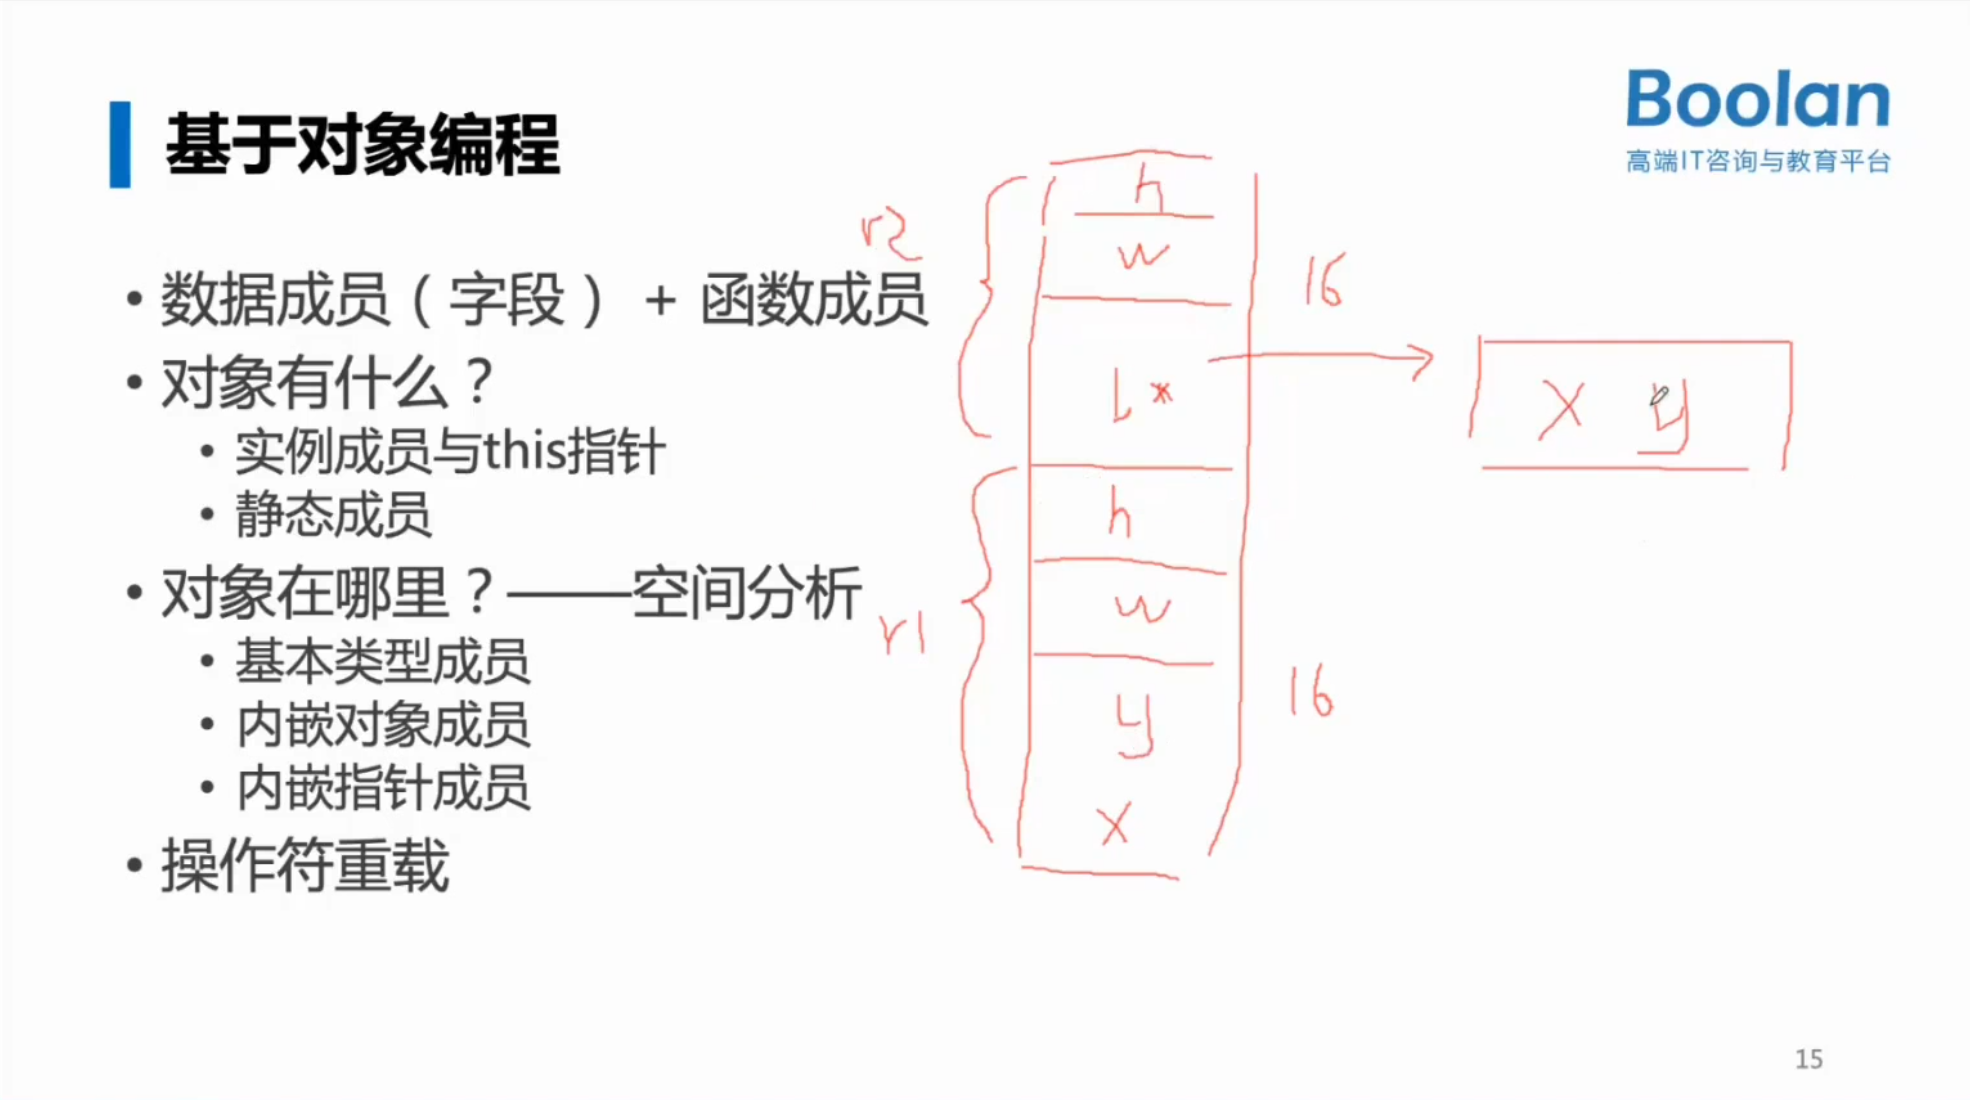 基于对象编程
Boolan
高端IT咨询与教育平台
• 数据成员（字段） + 函数成员
• 对象有什么？
• 实例成员与this指针
• 静态成员
• 对象在哪里？——空间分析
• 基本类型成员
• 内嵌对象成员
• 内嵌指针成员
• 操作符重载
r2
h
w
16
L*
x y
h
w
r1
16
y
x
15